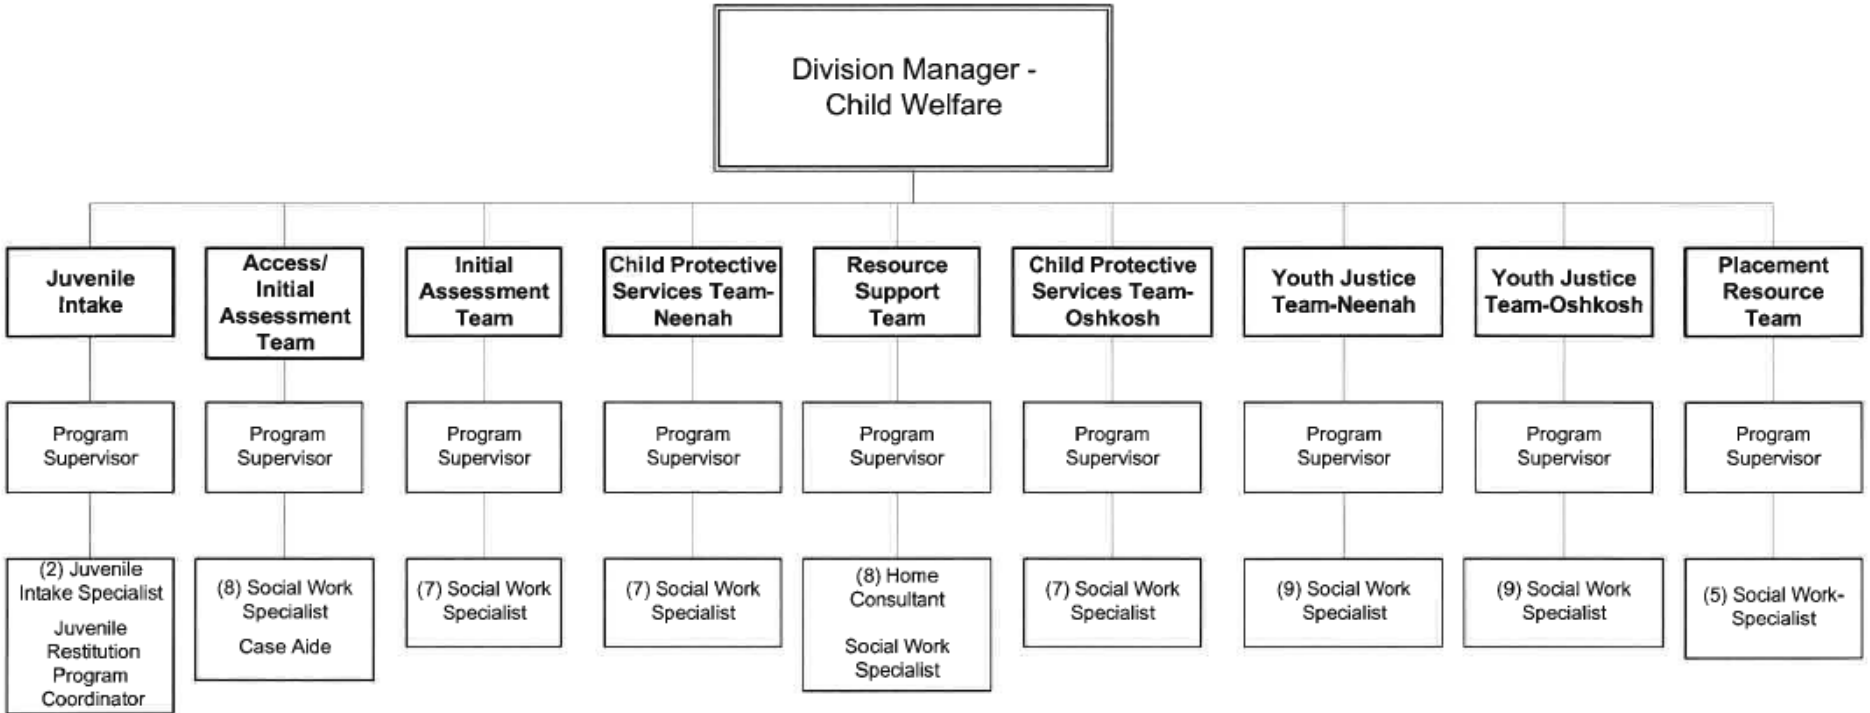 Division Manager -
Child Welfare
Juvenile
Intake
Access/
Initial
Assessment
Team
Initial
Assessment
Team
Child Protective
Services Team-
Neenah
Resource
Support
Team
Child Protective
Services Team-
Oshkosh
Youth Justice
Team-Neenah
Youth Justice
Team-Oshkosh
Placement
Resource
Team
Program
Supervisor
Program
Supervisor
Program
Supervisor
Program
Supervisor
Program
Supervisor
Program
Supervisor
Program
Supervisor
Program
Supervisor
Program
Supervisor
(2) Juvenile
Intake Specialist
Juvenile
Restitution
Program
Coordinator
(8) Social Work
Specialist
Case Aide
(7) Social Work
Specialist
(7) Social Work
Specialist
(8) Home
Consultant
Social Work
Specialist
(7) Social Work
Specialist
(9) Social Work
Specialist
(9) Social Work
Specialist
(5) Social Work-
Specialist